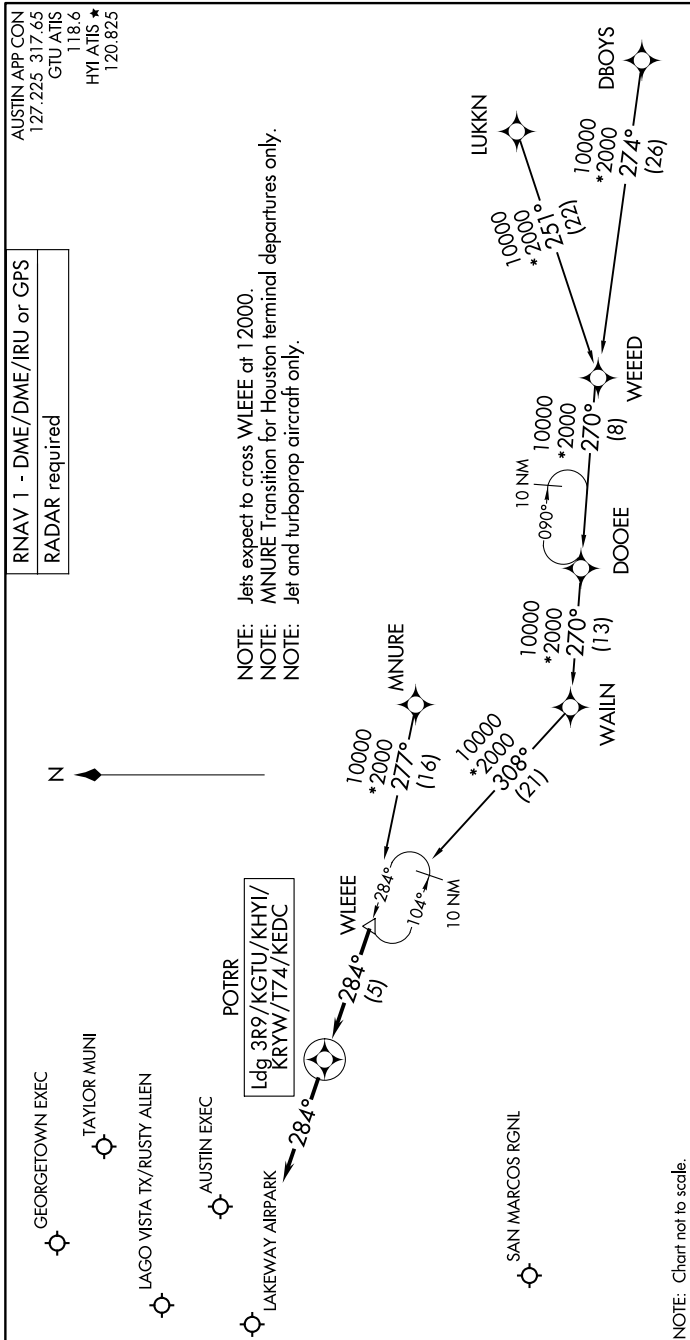 RNAV 1 - DME/DME/IRU or GPS
RADAR required
AUSTIN APP CON
127.225 317.65
GTU ATIS
118.6
HYI ATIS ★
120.825
NOTE: Jets expect to cross WLEEE at 12000.
NOTE: MNURE Transition for Houston terminal departures only.
NOTE: Jet and turboprop aircraft only.
N
GEORGETOWN EXEC
TAYLOR MUNI
LAGO VISTA TX/RUSTY ALLEN
AUSTIN EXEC
LAKEWAY AIRPARK
SAN MARCOS RGNL
POTRR
Ldg 3R9/KGTU/KHYI/
KRYW/T74/KEDC
284°
284°
(5)
WLEEE
284°
104°
10 NM
MNURE
10000
*2000
277°
(16)
10000
*2000
308°
(21)
WAILN
10000
*2000
270°
(13)
DOOEE
090°
10 NM
10000
*2000
270°
(8)
WEEED
LUKKN
10000
*2000
251°
(22)
DBOYS
10000
*2000
274°
(26)
NOTE: Chart not to scale.